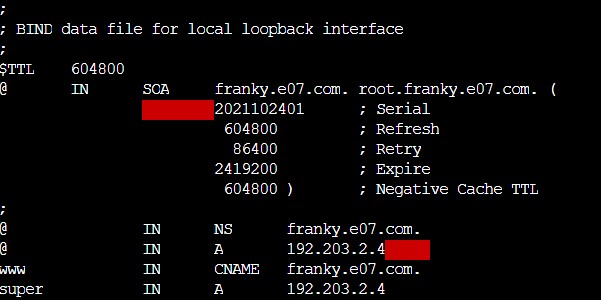 ;
; BIND data file for local loopback interface
;
$TTL 604800
@ IN SOA franky.e07.com. root.franky.e07.com. (
2021102401 ; Serial
604800 ; Refresh
86400 ; Retry
2419200 ; Expire
604800 ) ; Negative Cache TTL
;
@ IN NS franky.e07.com.
@ IN A 192.203.2.4
www IN CNAME franky.e07.com.
super IN A 192.203.2.4